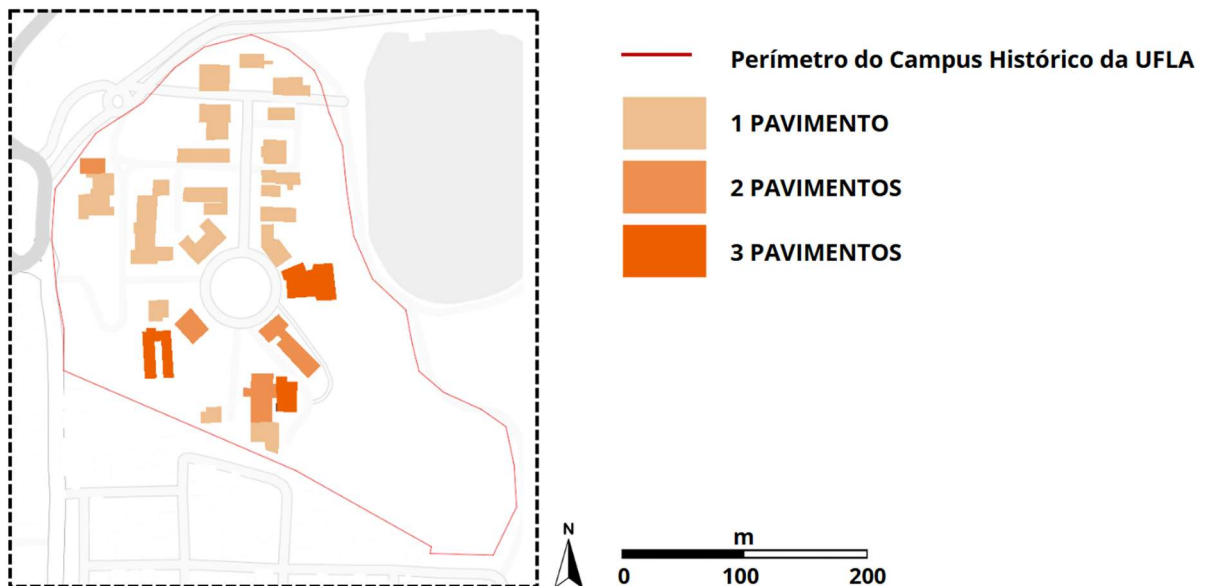 Perímetro do Campus Histórico da UFLA
1 PAVIMENTO
2 PAVIMENTOS
3 PAVIMENTOS
N
m
0 100 200